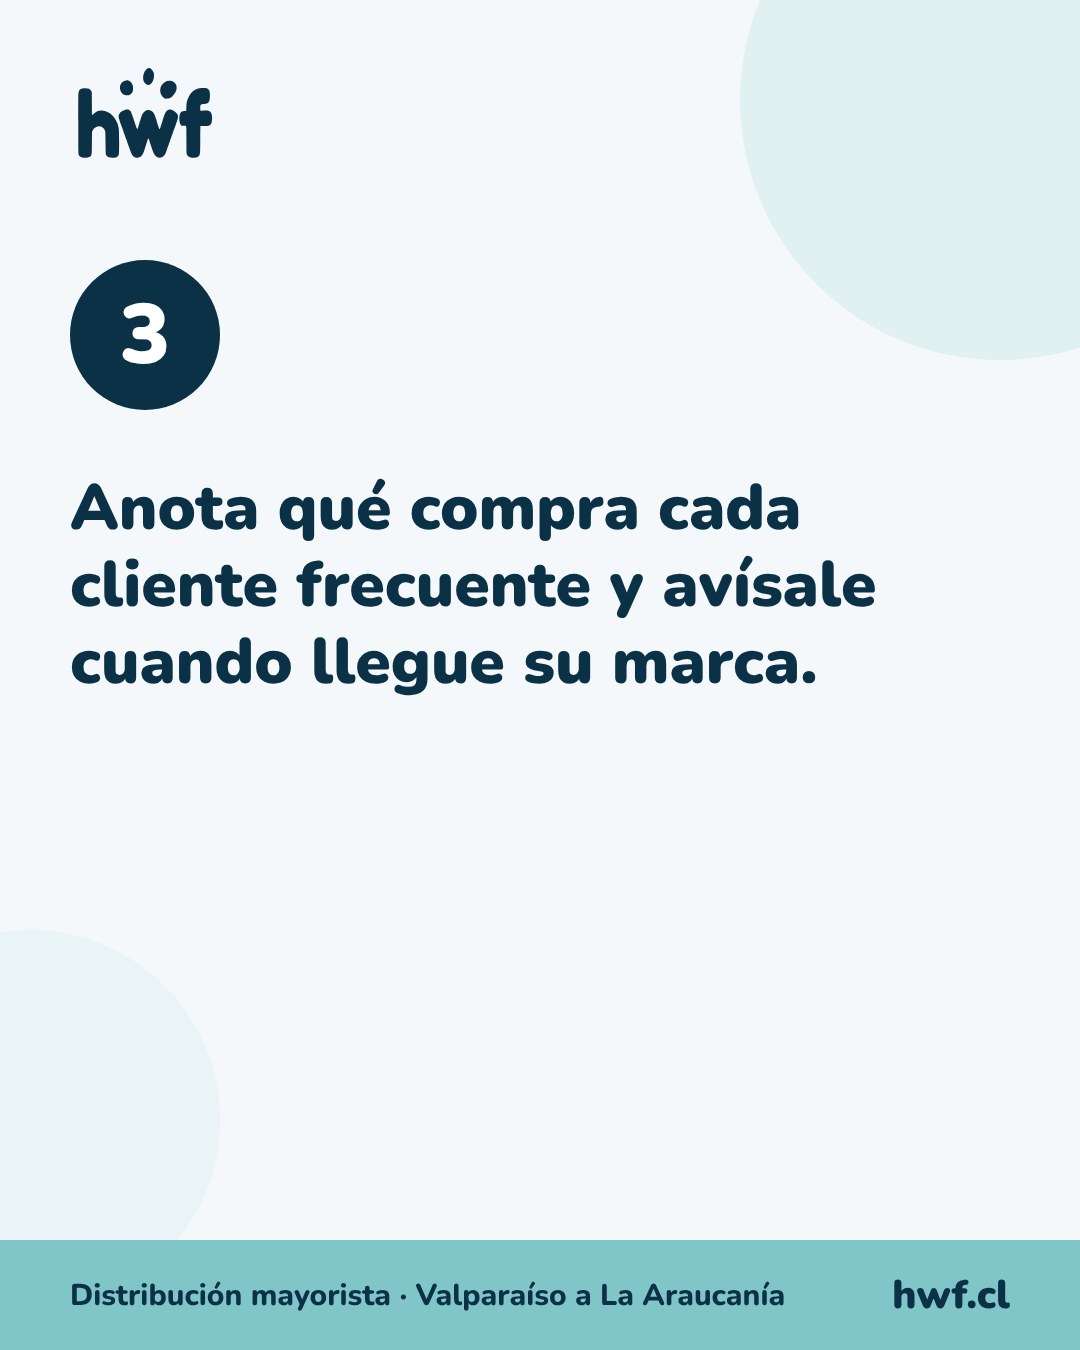 hwf
3
Anota qué compra cada
cliente frecuente y avísale
cuando llegue su marca.
Distribución mayorista · Valparaíso a La Araucanía
hwf.cl